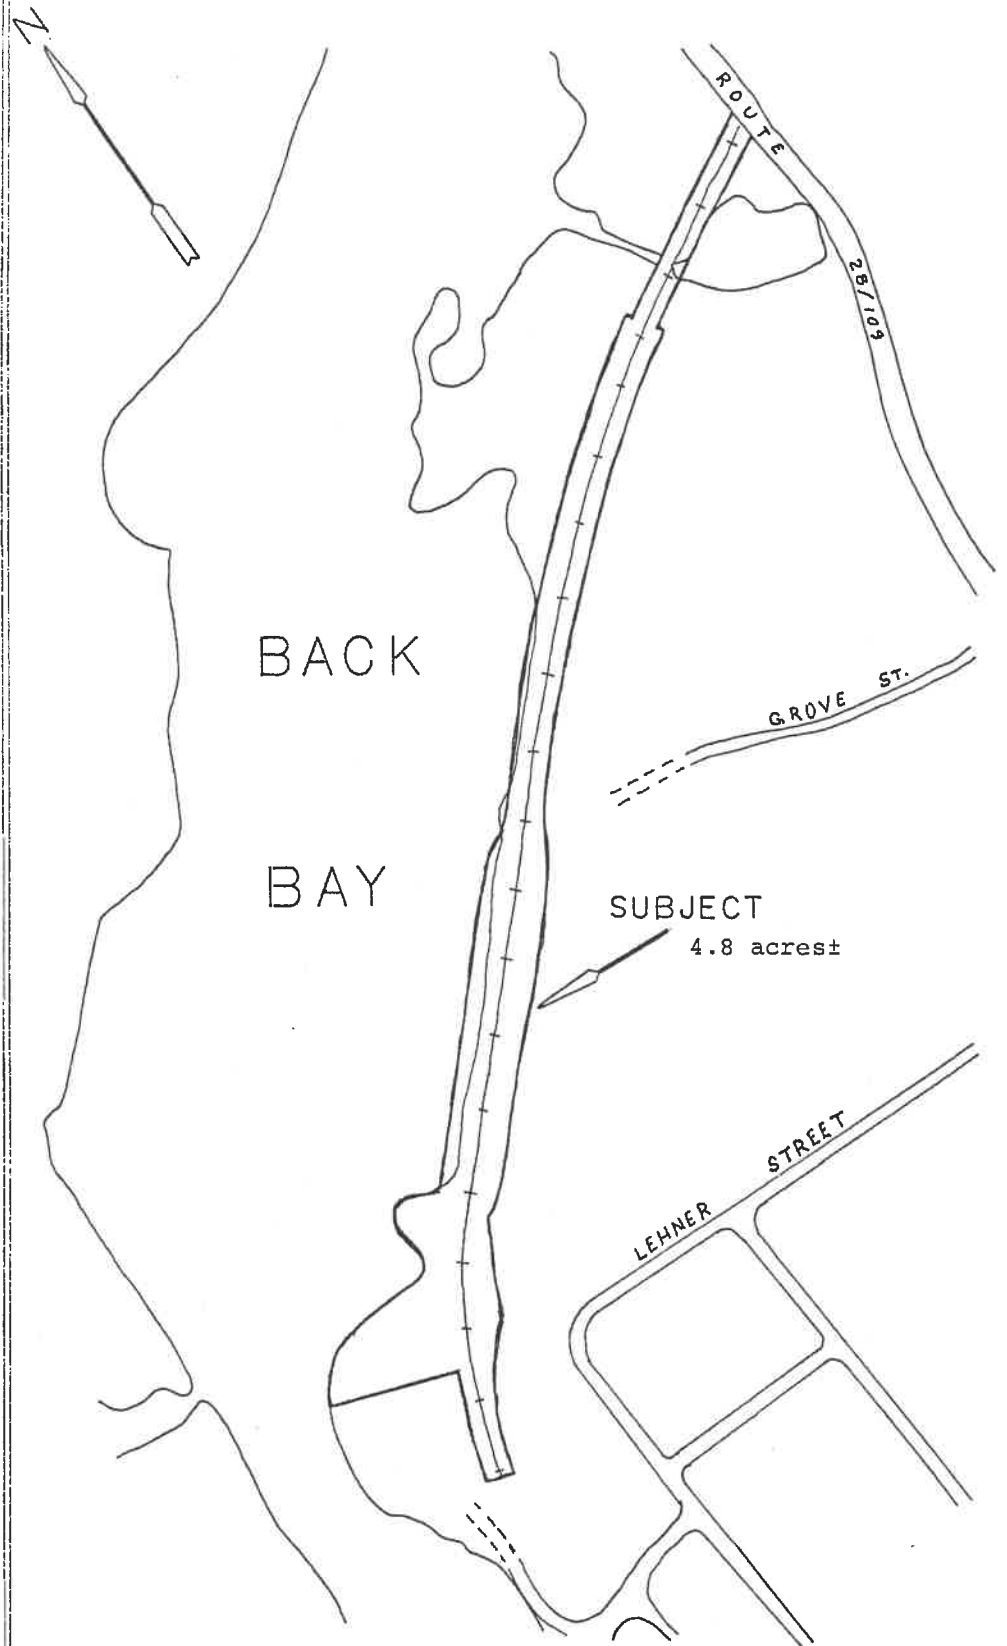 N
ROUTE
28/109
BACK
GROVE ST.
BAY
SUBJECT
4.8 acres±
LEHNER STREET